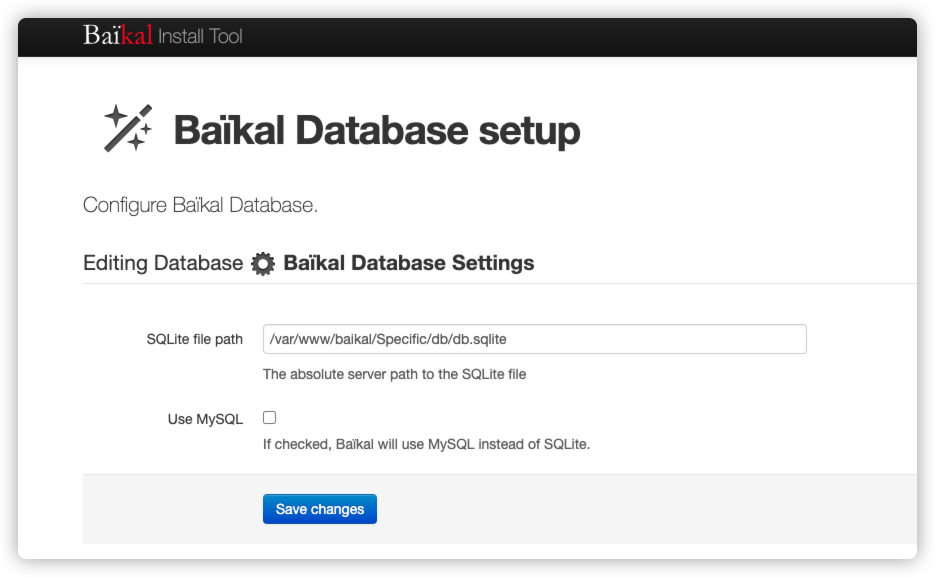 Baïkal Install Tool
Baïkal Database setup
Configure Baïkal Database.
Editing Database Baïkal Database Settings
SQLite file path /var/www/baikal/Specific/db/db.sqlite
The absolute server path to the SQLite file
Use MySQL
If checked, Baïkal will use MySQL instead of SQLite.
Save changes